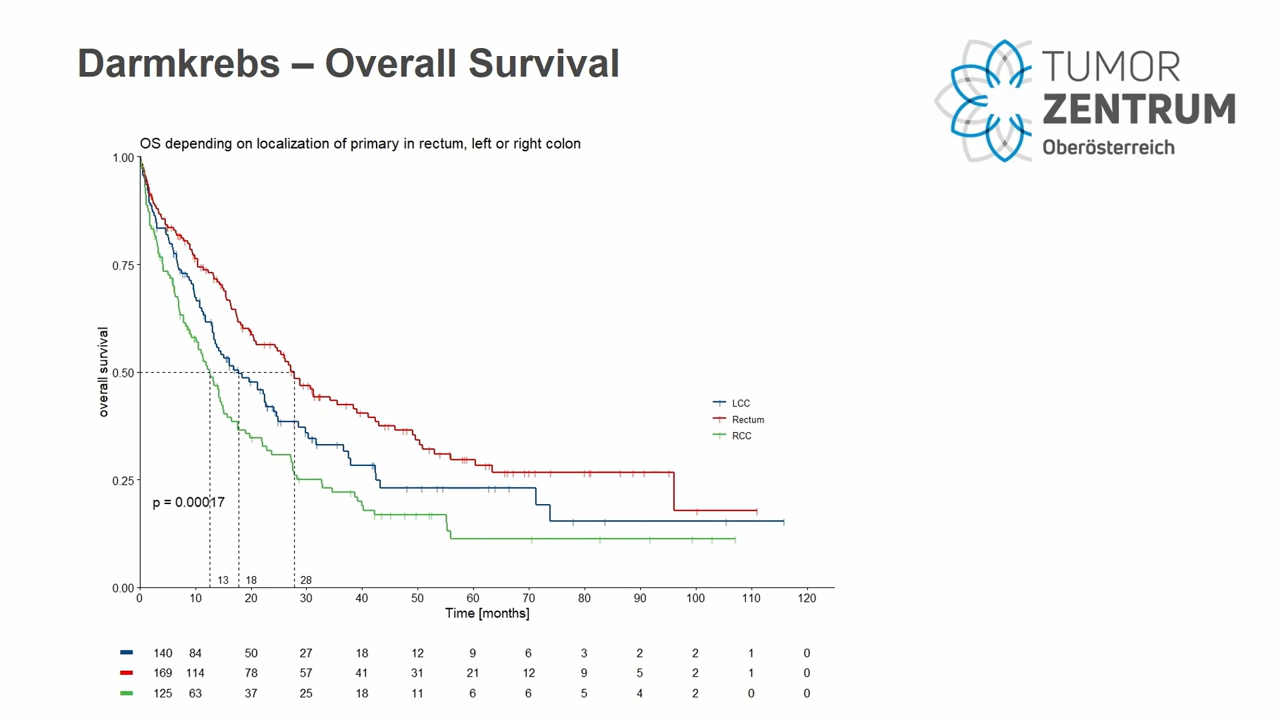 Darmkrebs – Overall Survival
TUMOR
ZENTRUM
Oberösterreich
OS depending on localization of primary in rectum, left or right colon
1.00
0.75
0.50
0.25
0.00
overall survival
p = 0.00017
13 18 28
LCC
Rectum
RCC
0 10 20 30 40 50 60 70 80 90 100 110 120
Time [months]
140 84 50 27 18 12 9 6 3 2 2 1 0
169 114 78 57 41 31 21 12 9 5 2 1 0
125 63 37 25 18 11 6 6 5 4 2 0 0